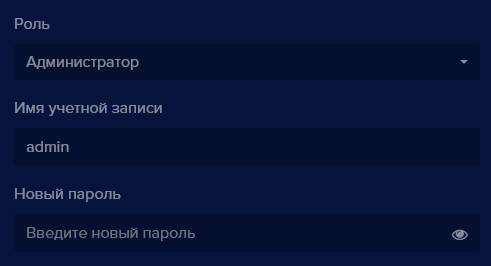 Роль
Администратор
Имя учетной записи
admin
Новый пароль
Введите новый пароль